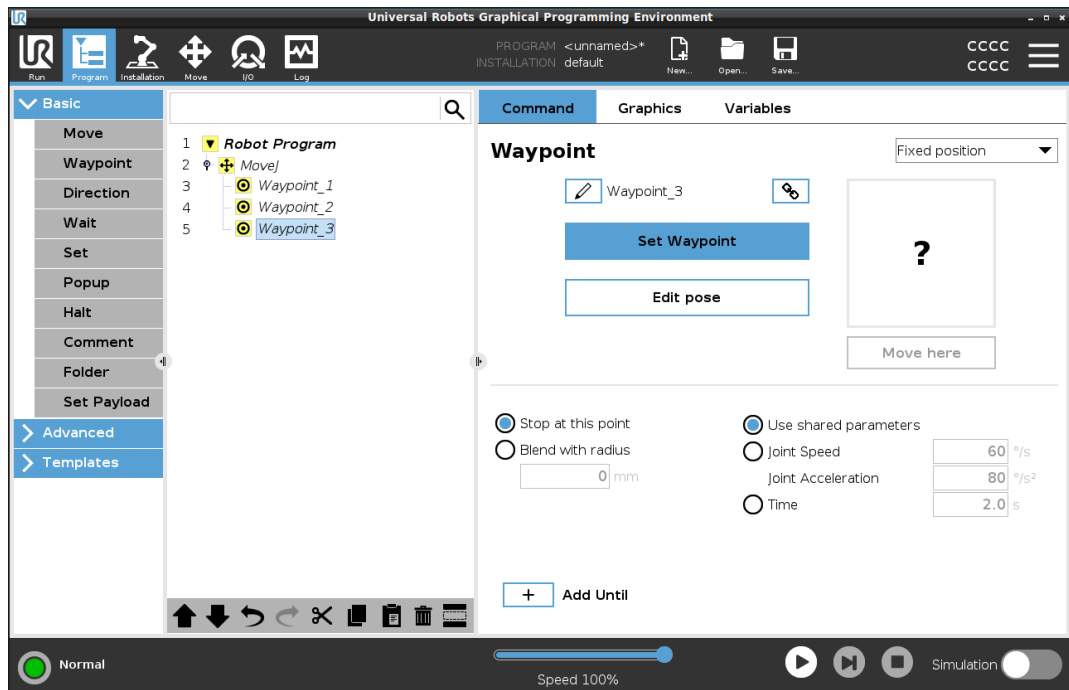 Universal Robots Graphical Programming Environment
Run
Program
Installation
Move
I/O
Log
PROGRAM <unnamed>*
INSTALLATION default
New...
Open...
Save...
CCCC
CCCC
Basic
Move
Waypoint
Direction
Wait
Set
Popup
Halt
Comment
Folder
Set Payload
Advanced
Templates
1 Robot Program
2 MoveJ
3 Waypoint_1
4 Waypoint_2
5 Waypoint_3
Command Graphics Variables
Waypoint
Fixed position
Waypoint_3
Set Waypoint
Edit pose
?
Move here
Stop at this point
Blend with radius
0 mm
Use shared parameters
Joint Speed 60 °/s
Joint Acceleration 80 °/s²
Time 2.0 s
+ Add Until
Normal
Speed 100%
Simulation